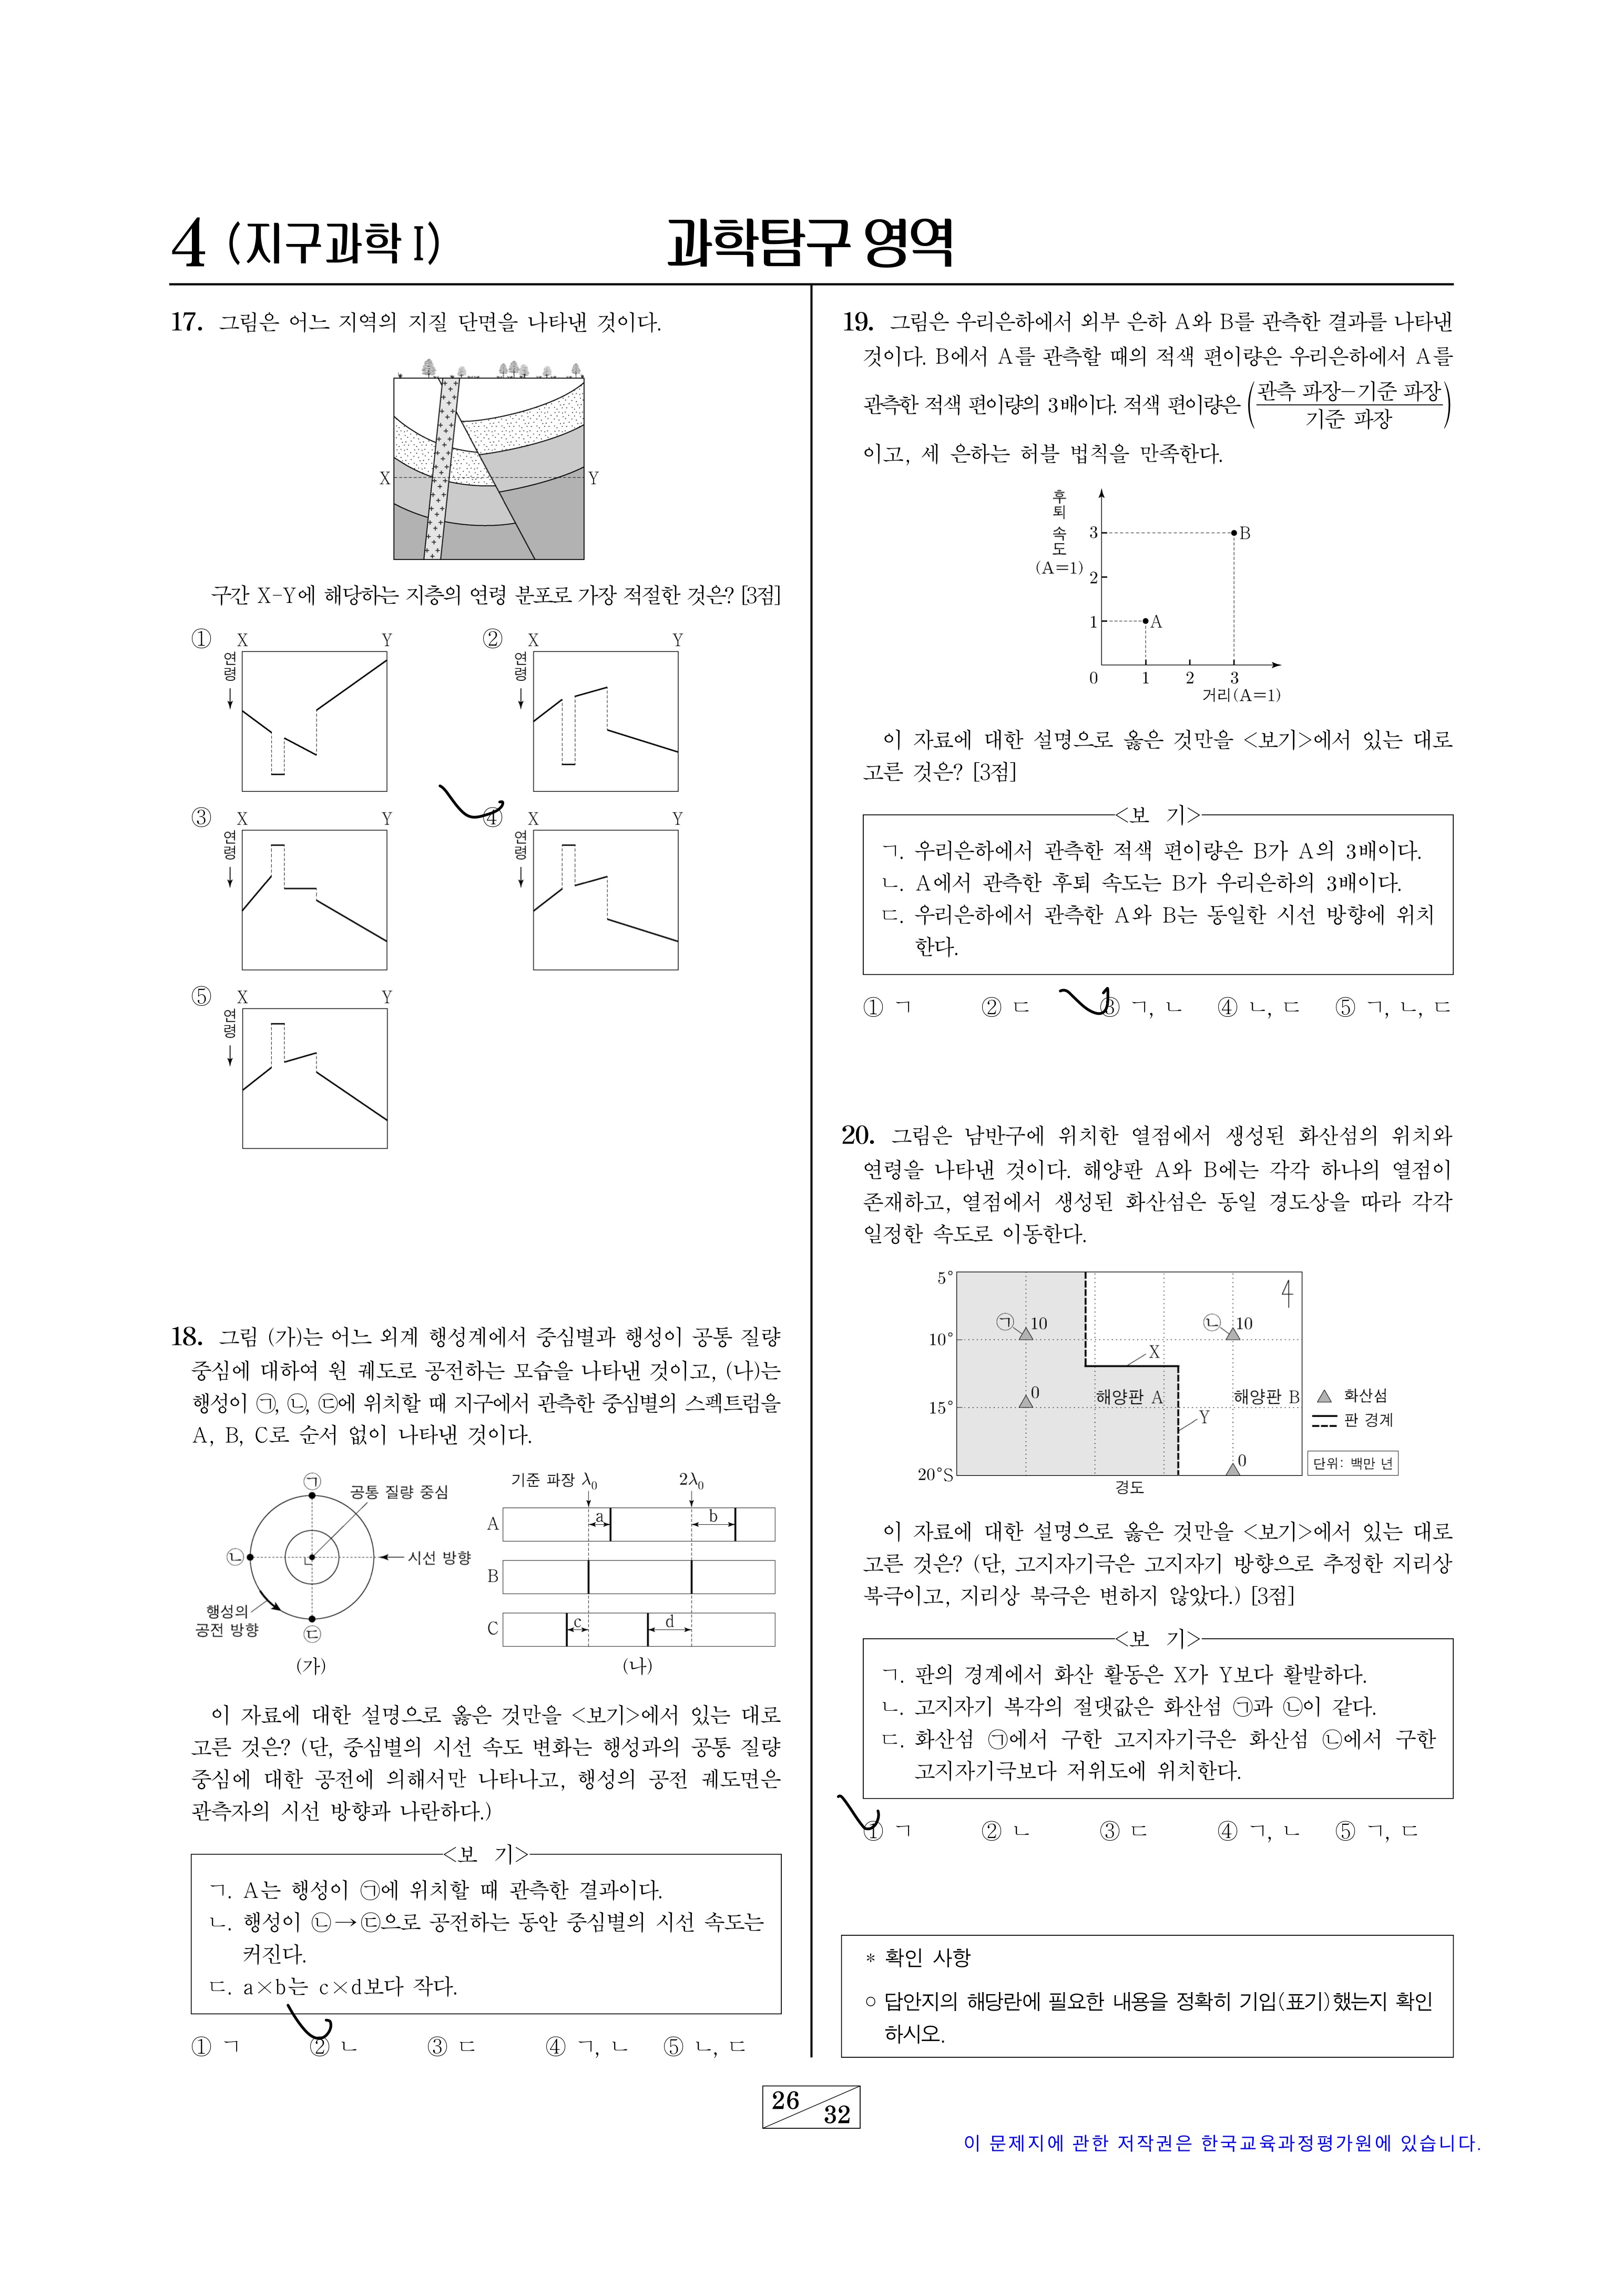 4 (지구과학 I)
과학탐구 영역
17. 그림은 어느 지역의 지질 단면을 나타낸 것이다.
X
Y
구간 X-Y에 해당하는 지층의 연령 분포로 가장 적절한 것은? [3점]
① X Y
연령
② X Y
연령
③ X Y
연령
④ X Y
연령
⑤ X Y
연령
18. 그림 (가)는 어느 외계 행성계에서 중심별과 행성이 공통 질량
중심에 대하여 원 궤도로 공전하는 모습을 나타낸 것이고, (나)는
행성이 ㉠, ㉡, ㉢에 위치할 때 지구에서 관측한 중심별의 스펙트럼을
A, B, C로 순서 없이 나타낸 것이다.
㉠
공통 질량 중심
㉡
시선 방향
행성의
공전 방향
㉢
(가)
기준 파장 λ₀
2λ₀
A
a
b
B
C
c
d
(나)
이 자료에 대한 설명으로 옳은 것만을 <보기>에서 있는 대로
고른 것은? (단, 중심별의 시선 속도 변화는 행성과의 공통 질량
중심에 대한 공전에 의해서만 나타나고, 행성의 공전 궤도면은
관측자의 시선 방향과 나란하다.)
<보 기>
ㄱ. A는 행성이 ㉠에 위치할 때 관측한 결과이다.
ㄴ. 행성이 ㉡→㉢으로 공전하는 동안 중심별의 시선 속도는
커진다.
ㄷ. a×b는 c×d보다 작다.
① ㄱ ② ㄴ ③ ㄷ ④ ㄱ, ㄴ ⑤ ㄴ, ㄷ
19. 그림은 우리은하에서 외부 은하 A와 B를 관측한 결과를 나타낸
것이다. B에서 A를 관측할 때의 적색 편이량은 우리은하에서 A를
관측한 적색 편이량의 3배이다. 적색 편이량은 (관측 파장-기준 파장/기준 파장)
이고, 세 은하는 허블 법칙을 만족한다.
후퇴 속도
(A=1)
3
2
1
0
B
A
1 2 3
거리(A=1)
이 자료에 대한 설명으로 옳은 것만을 <보기>에서 있는 대로
고른 것은? [3점]
<보 기>
ㄱ. 우리은하에서 관측한 적색 편이량은 B가 A의 3배이다.
ㄴ. A에서 관측한 후퇴 속도는 B가 우리은하의 3배이다.
ㄷ. 우리은하에서 관측한 A와 B는 동일한 시선 방향에 위치
한다.
① ㄱ ② ㄷ ③ ㄱ, ㄴ ④ ㄴ, ㄷ ⑤ ㄱ, ㄴ, ㄷ
20. 그림은 남반구에 위치한 열점에서 생성된 화산섬의 위치와
연령을 나타낸 것이다. 해양판 A와 B에는 각각 하나의 열점이
존재하고, 열점에서 생성된 화산섬은 동일 경도상을 따라 각각
일정한 속도로 이동한다.
5°
㉠ 10
㉡ 10
10°
X
0
해양판 A
해양판 B
화산섬
15°
Y
판 경계
0
단위: 백만 년
20°S
경도
이 자료에 대한 설명으로 옳은 것만을 <보기>에서 있는 대로
고른 것은? (단, 고지자기극은 고지자기 방향으로 추정한 지리상
북극이고, 지리상 북극은 변하지 않았다.) [3점]
<보 기>
ㄱ. 판의 경계에서 화산 활동은 X가 Y보다 활발하다.
ㄴ. 고지자기 복각의 절댓값은 화산섬 ㉠과 ㉡이 같다.
ㄷ. 화산섬 ㉠에서 구한 고지자기극은 화산섬 ㉡에서 구한
고지자기극보다 저위도에 위치한다.
① ㄱ ② ㄴ ③ ㄷ ④ ㄱ, ㄴ ⑤ ㄱ, ㄷ
* 확인 사항
○ 답안지의 해당란에 필요한 내용을 정확히 기입(표기)했는지 확인
하시오.
26
32
이 문제지에 관한 저작권은 한국교육과정평가원에 있습니다.